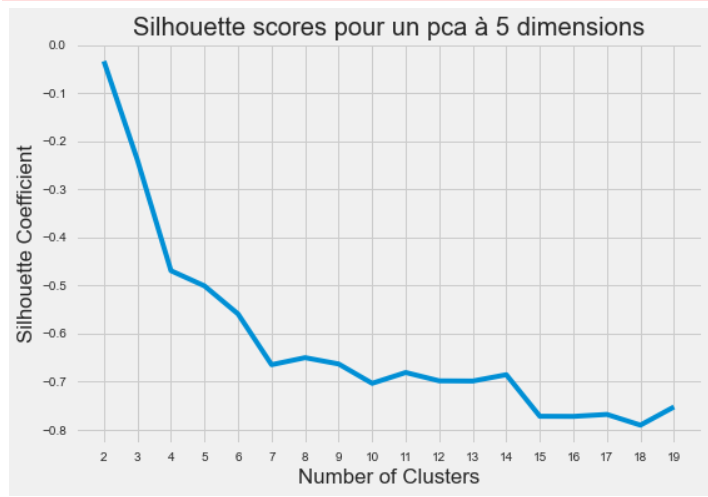 Silhouette scores pour un pca à 5 dimensions
0.0
−0.1
−0.2
−0.3
−0.4
−0.5
−0.6
−0.7
−0.8
Silhouette Coefficient
2 3 4 5 6 7 8 9 10 11 12 13 14 15 16 17 18 19
Number of Clusters